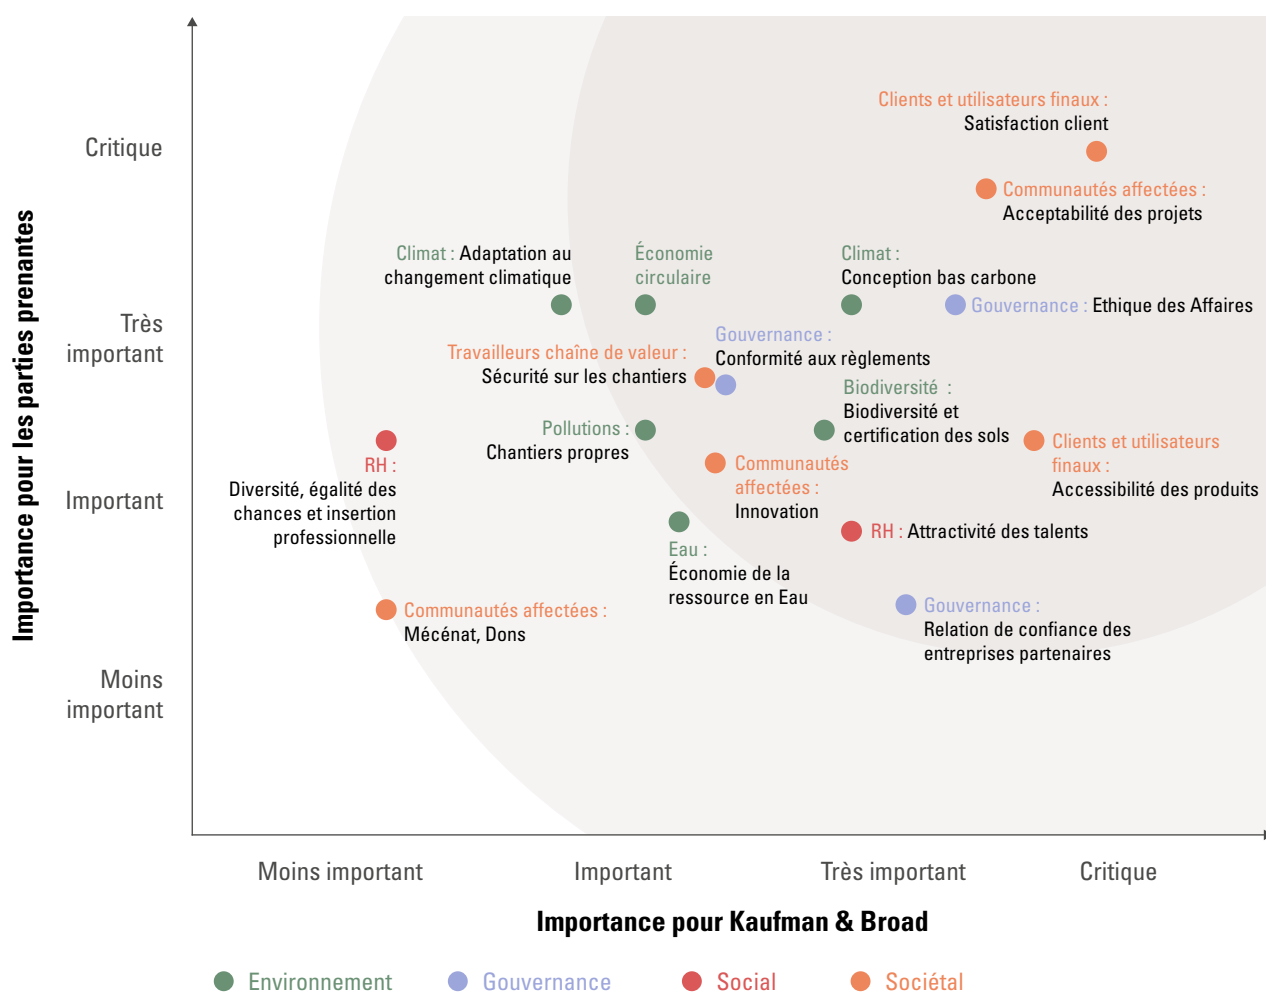 Importance pour les parties prenantes
Critique
Très
important
Important
Moins
important
Clients et utilisateurs finaux :
Satisfaction client
Communautés affectées :
Acceptabilité des projets
Climat : Adaptation au
changement climatique
Économie
circulaire
Climat :
Conception bas carbone
Gouvernance : Ethique des Affaires
Gouvernance :
Conformité aux règlements
Travailleurs chaîne de valeur :
Sécurité sur les chantiers
Biodiversité :
Biodiversité et
certification des sols
Pollutions :
Chantiers propres
Clients et utilisateurs
finaux :
Accessibilité des produits
RH :
Diversité, égalité des
chances et insertion
professionnelle
Communautés
affectées :
Innovation
RH : Attractivité des talents
Eau :
Économie de la
ressource en Eau
Communautés affectées :
Mécénat, Dons
Gouvernance :
Relation de confiance des
entreprises partenaires
Moins important
Important
Très important
Critique
Importance pour Kaufman & Broad
Environnement
Gouvernance
Social
Sociétal